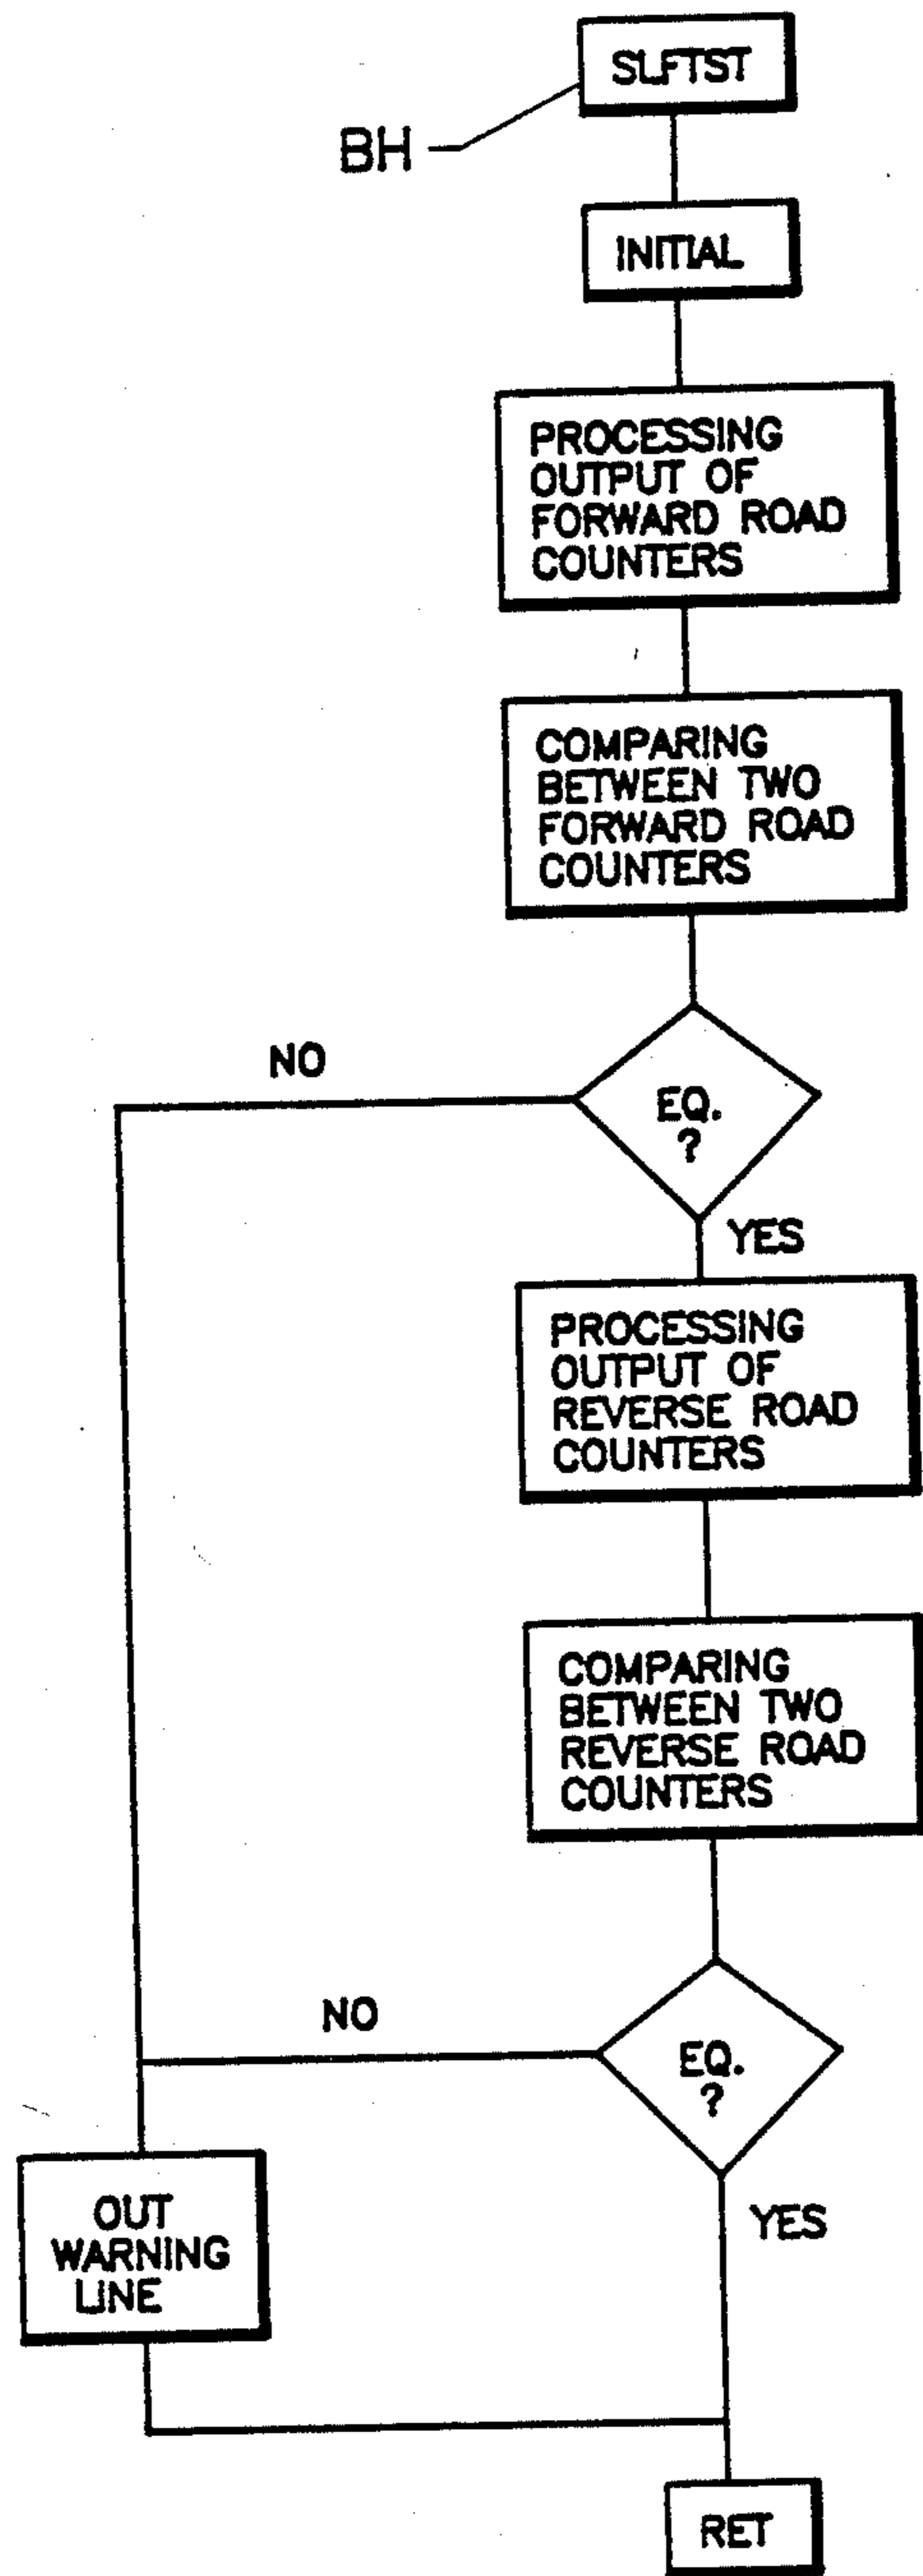 SLFTST
BH
INITIAL
PROCESSING
OUTPUT OF
FORWARD ROAD
COUNTERS
COMPARING
BETWEEN TWO
FORWARD ROAD
COUNTERS
NO
EQ.
?
YES
PROCESSING
OUTPUT OF
REVERSE ROAD
COUNTERS
COMPARING
BETWEEN TWO
REVERSE ROAD
COUNTERS
NO
EQ.
?
YES
OUT
WARNING
LINE
RET